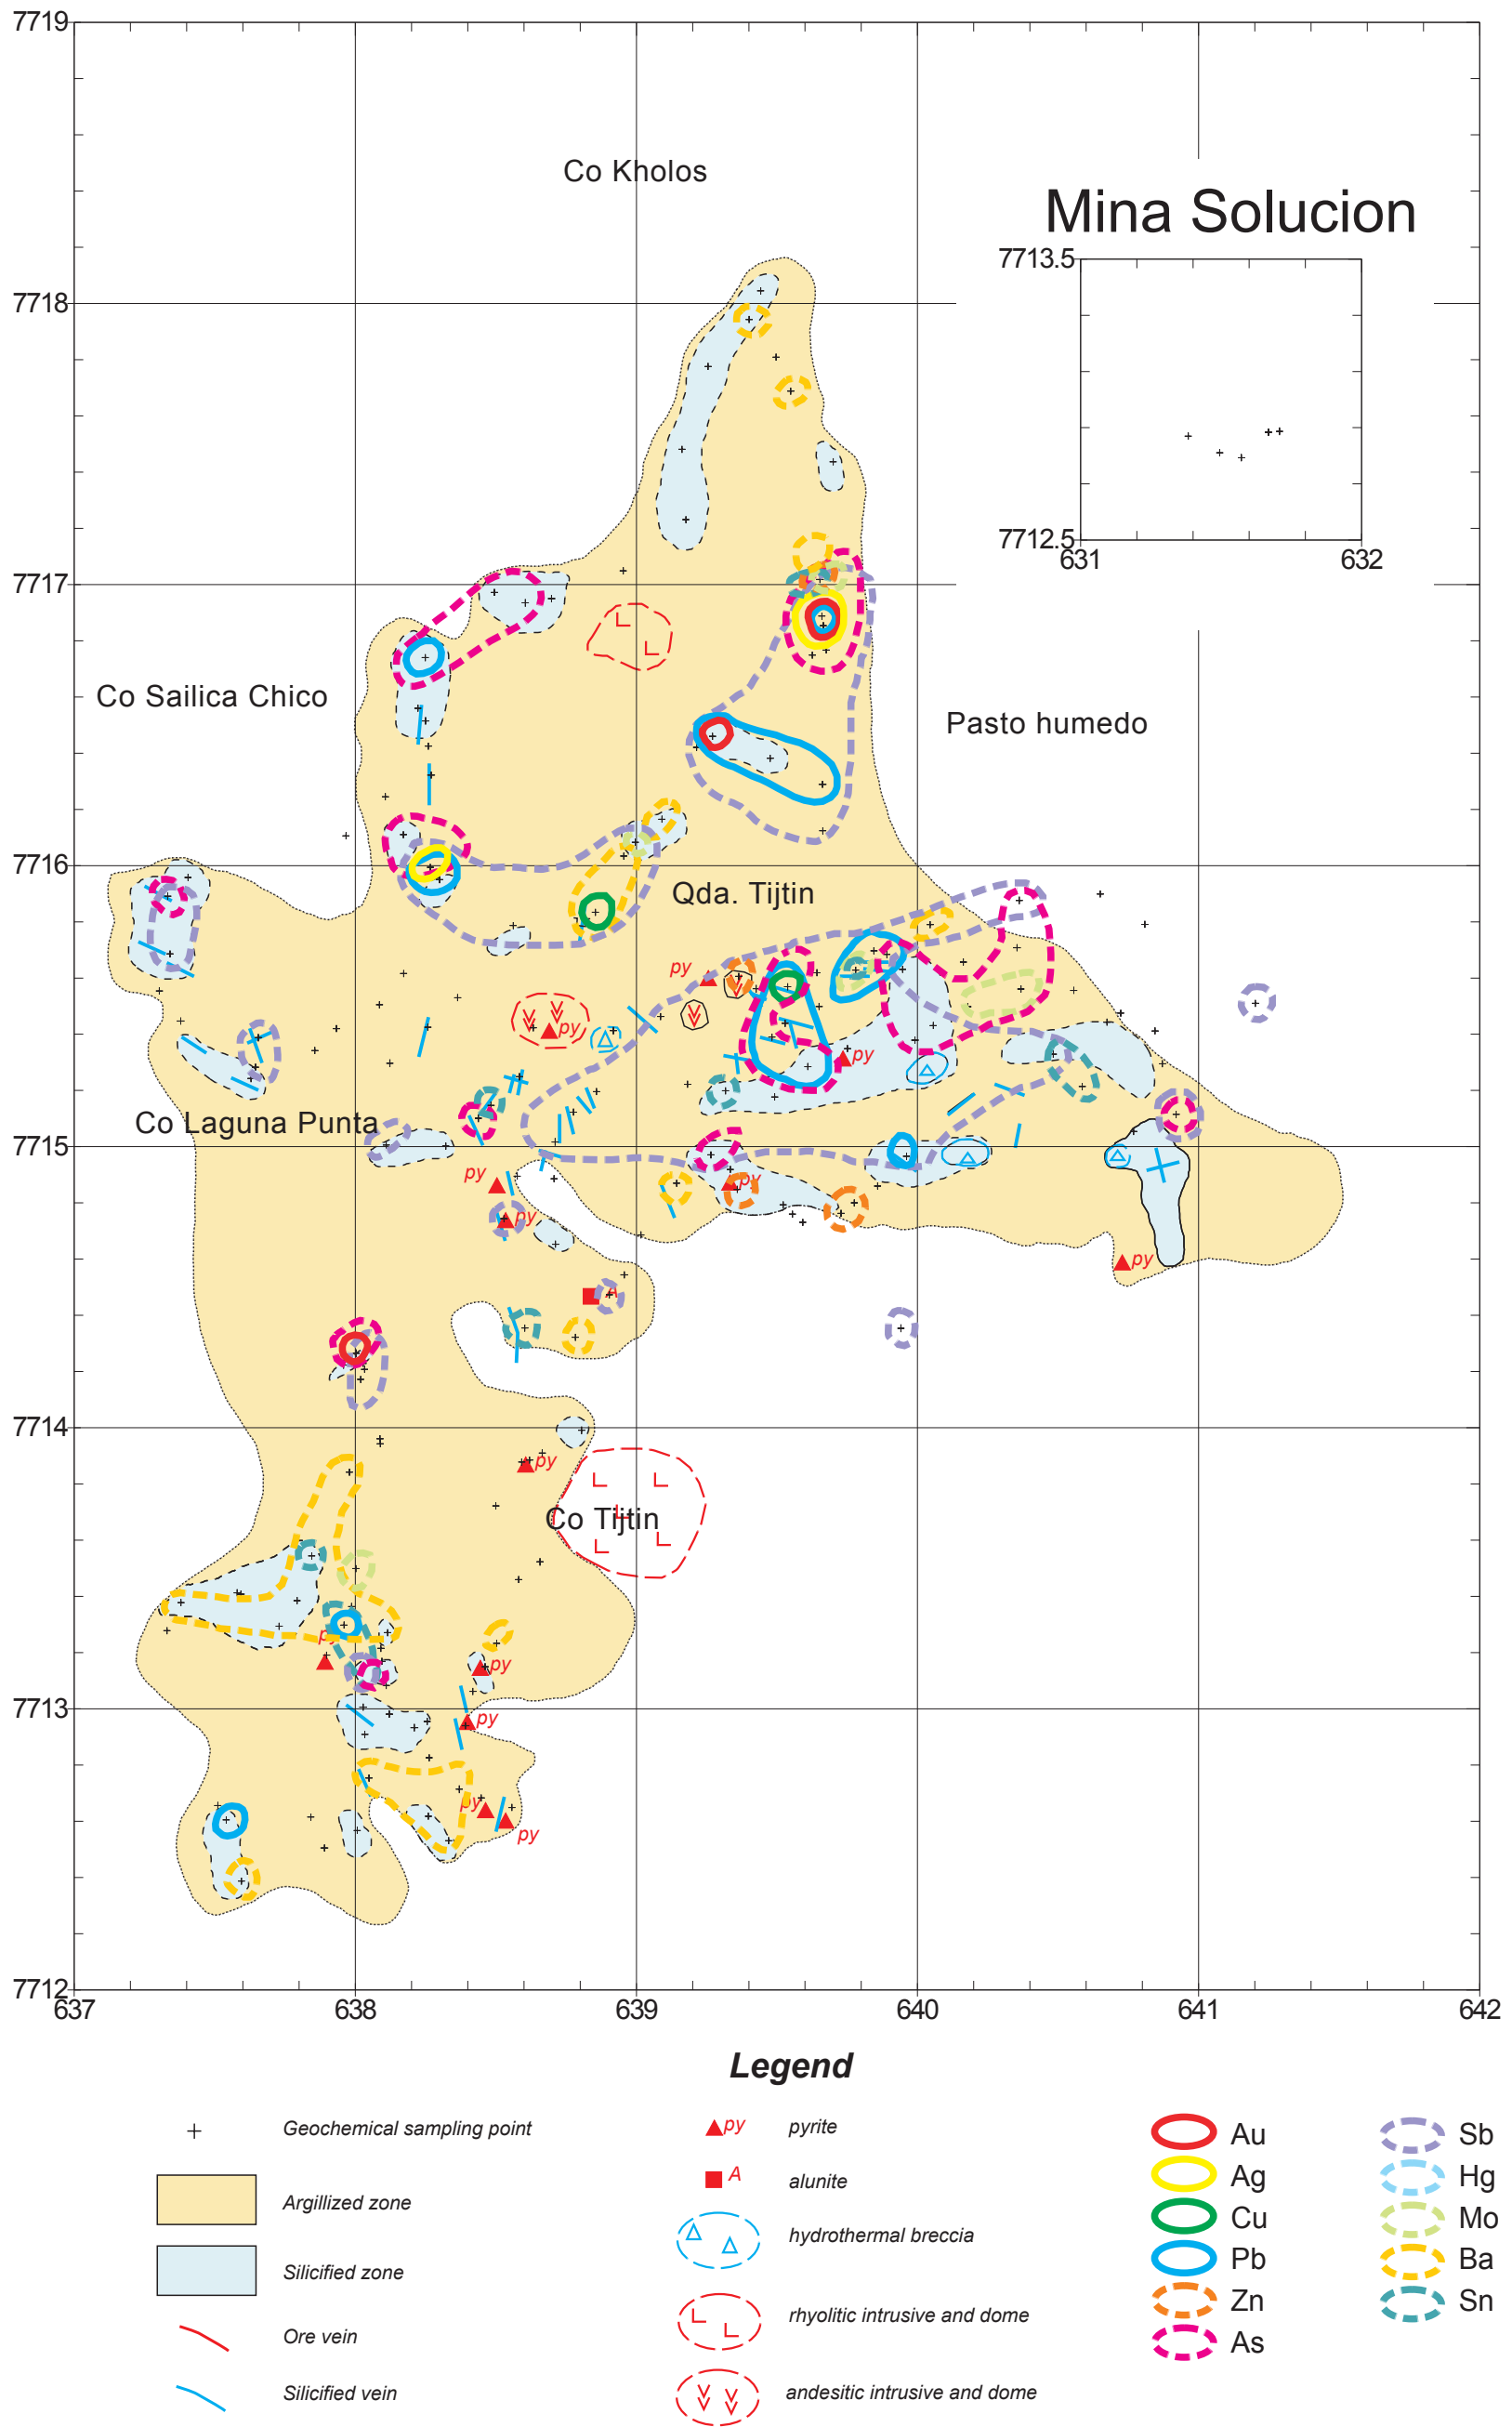 7719
Co Kholos
Mina Solucion
7713.5
7718
7712.5
631
632
7717
Co Sailica Chico
Pasto humedo
7716
Qda. Tijtin
py
py
py
Co Laguna Punta
7715
py
py
py
py
A
7714
py
Co Tijtin
py
py
7713
py
py
py
7712
637
638
639
640
641
642
Legend
Geochemical sampling point
Argillized zone
Silicified zone
Ore vein
Silicified vein
py pyrite
A alunite
hydrothermal breccia
rhyolitic intrusive and dome
andesitic intrusive and dome
Au
Ag
Cu
Pb
Zn
As
Sb
Hg
Mo
Ba
Sn